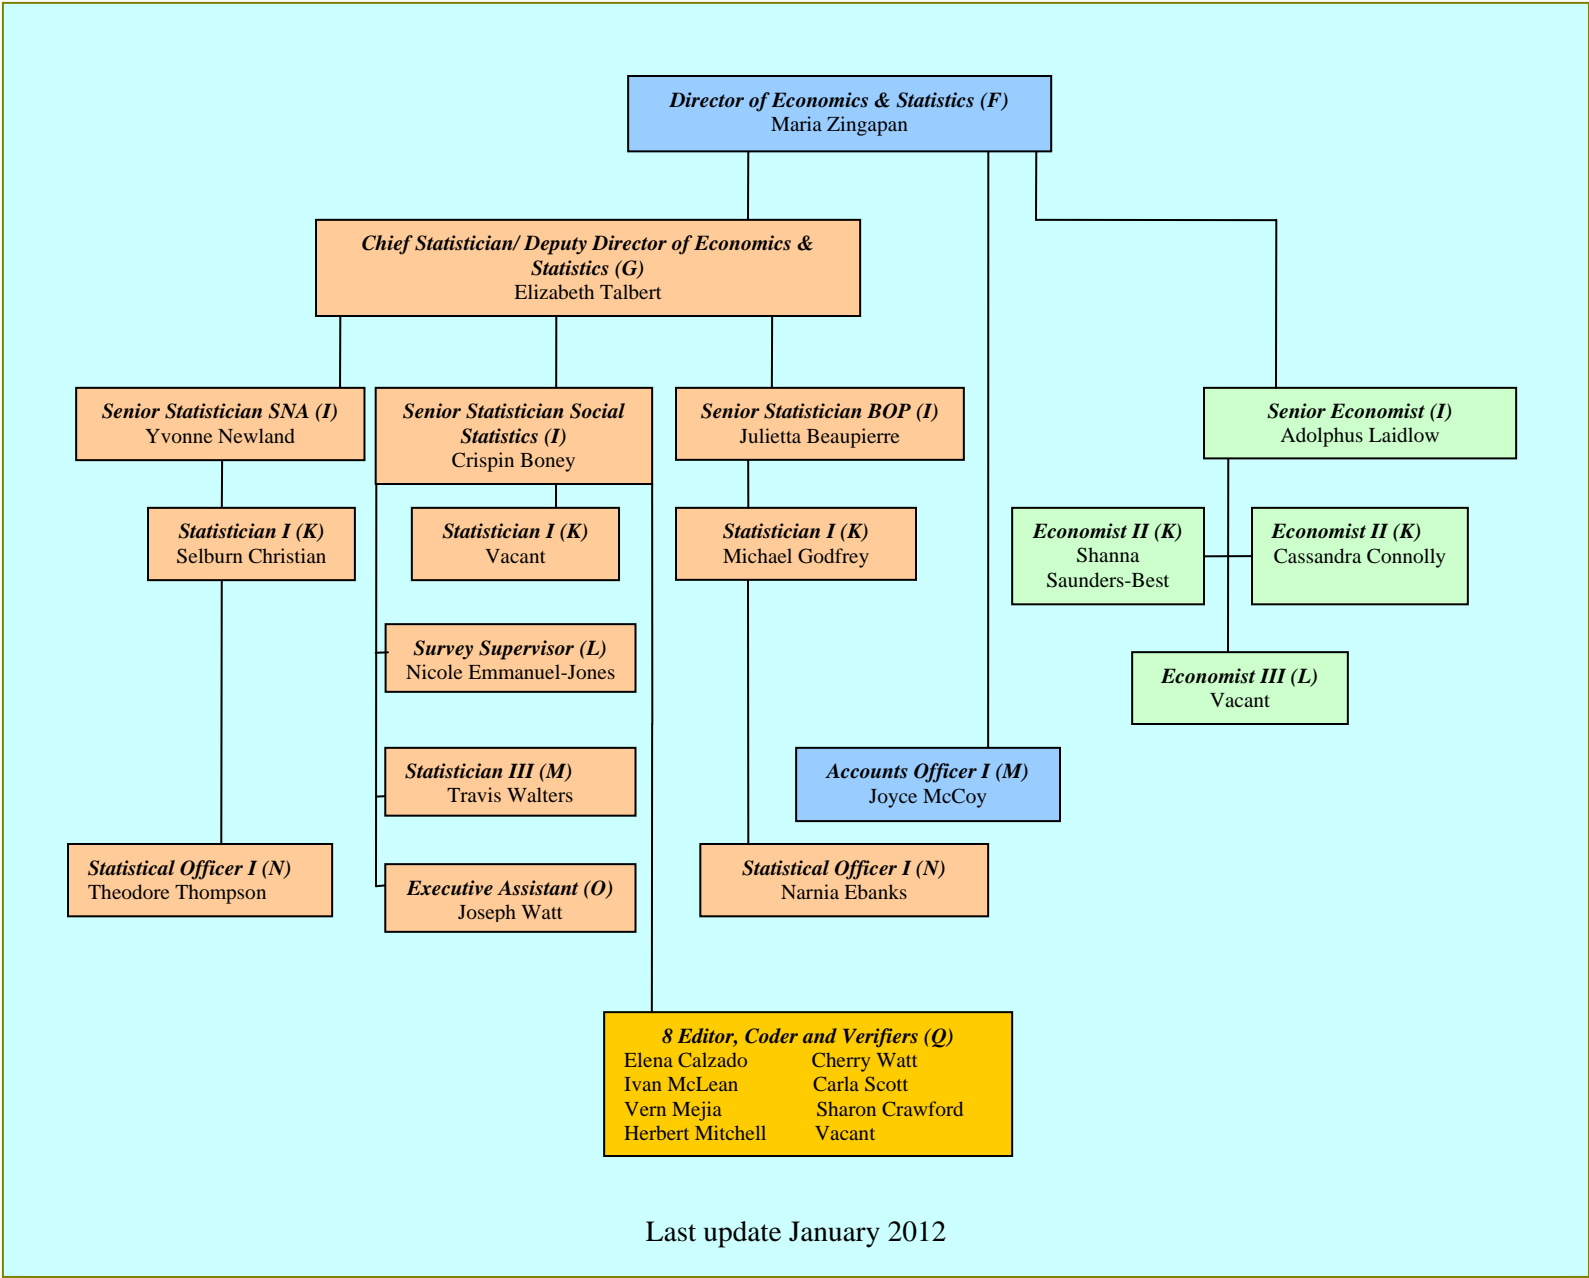 Director of Economics & Statistics (F)
Maria Zingapan
Chief Statistician/ Deputy Director of Economics &
Statistics (G)
Elizabeth Talbert
Senior Statistician SNA (I)
Yvonne Newland
Senior Statistician Social
Statistics (I)
Crispin Boney
Senior Statistician BOP (I)
Julietta Beaupierre
Senior Economist (I)
Adolphus Laidlow
Statistician I (K)
Selburn Christian
Statistician I (K)
Vacant
Statistician I (K)
Michael Godfrey
Economist II (K)
Shanna
Saunders-Best
Economist II (K)
Cassandra Connolly
Survey Supervisor (L)
Nicole Emmanuel-Jones
Economist III (L)
Vacant
Statistician III (M)
Travis Walters
Accounts Officer I (M)
Joyce McCoy
Statistical Officer I (N)
Theodore Thompson
Executive Assistant (O)
Joseph Watt
Statistical Officer I (N)
Narnia Ebanks
8 Editor, Coder and Verifiers (Q)
Elena Calzado Cherry Watt
Ivan McLean Carla Scott
Vern Mejia Sharon Crawford
Herbert Mitchell Vacant
Last update January 2012